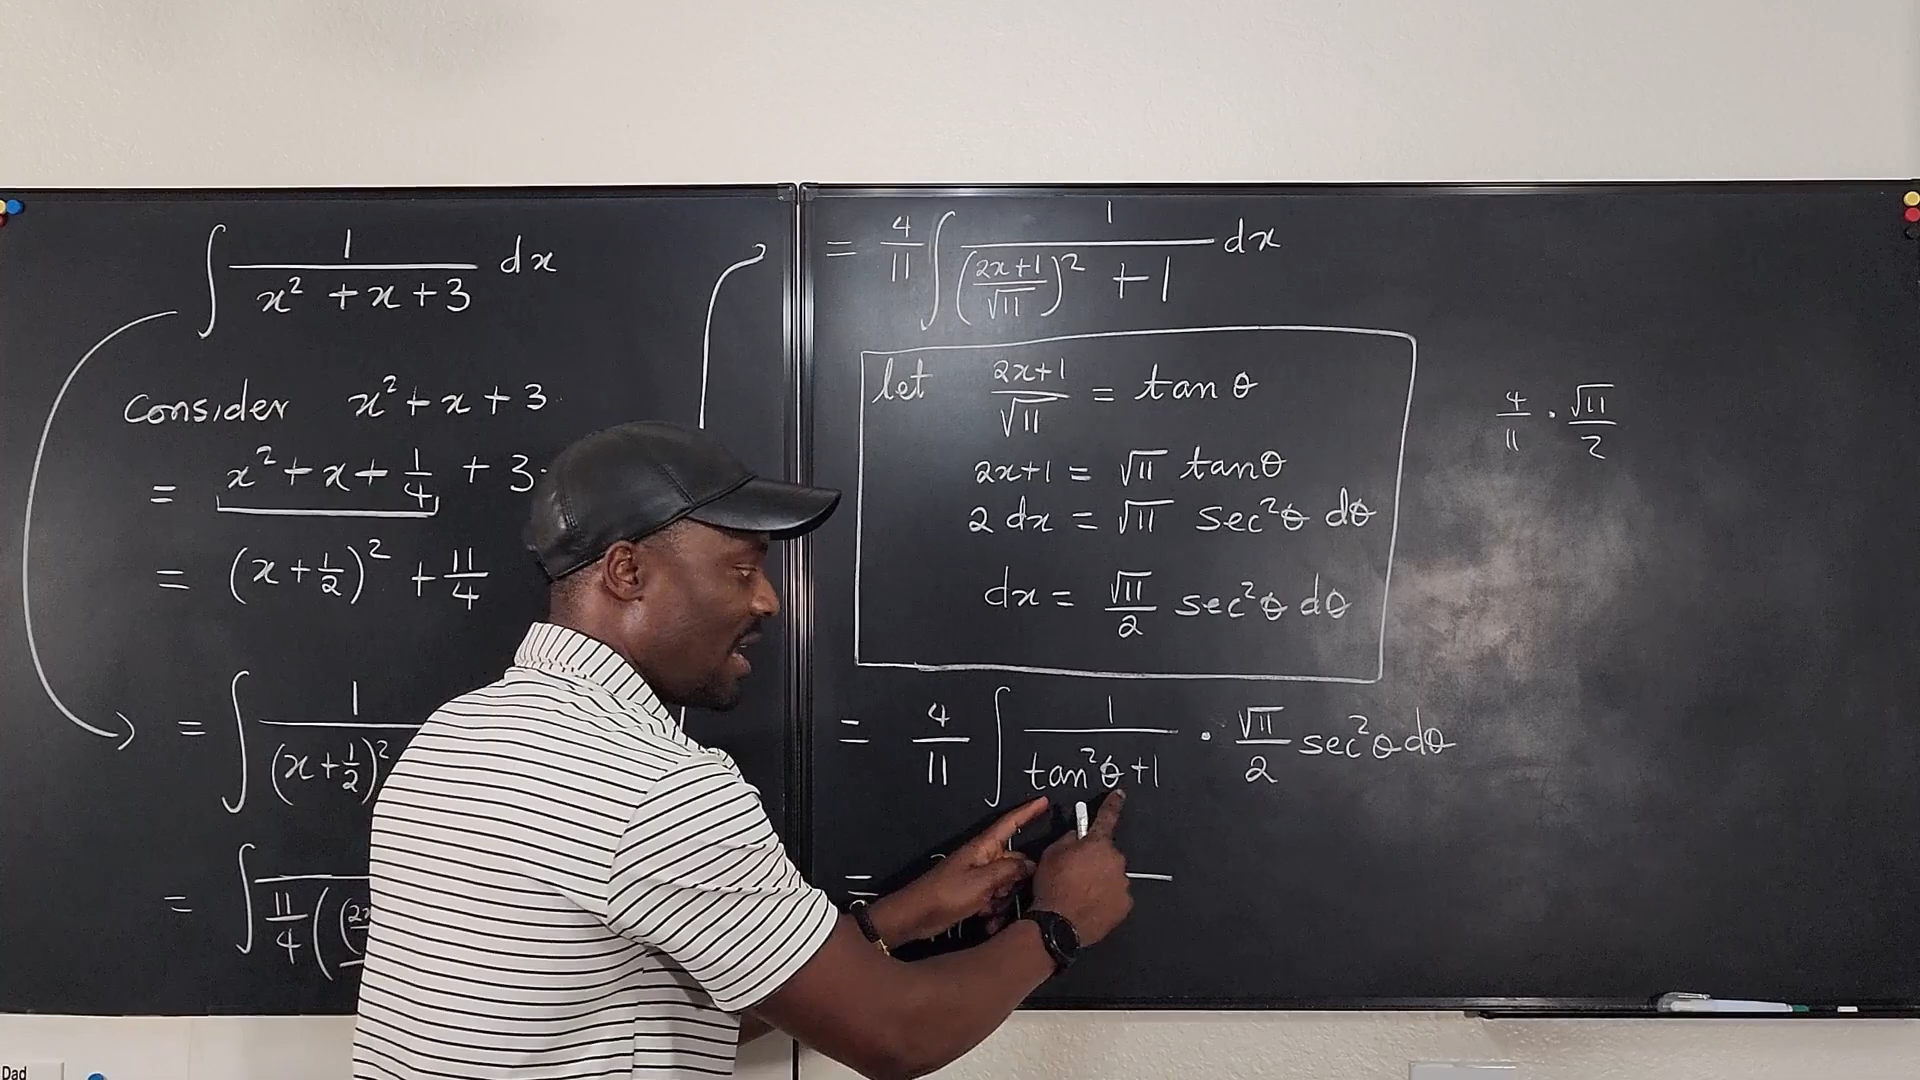 ∫ 1/(x² + x + 3) dx
Consider x² + x + 3
= x² + x + 1/4 + 3
= (x + 1/2)² + 11/4
= ∫ 1/(x + 1/2)²
= ∫ 11/4 ((
= 4/11 ∫ 1/(((2x+1)/√11)² + 1) dx
let (2x+1)/√11 = tan θ
2x+1 = √11 tanθ
2 dx = √11 sec²θ dθ
dx = √11/2 sec²θ dθ
= 4/11 ∫ 1/(tan²θ + 1) · √11/2 sec²θ dθ
=
4/11 · √11/2
Dad